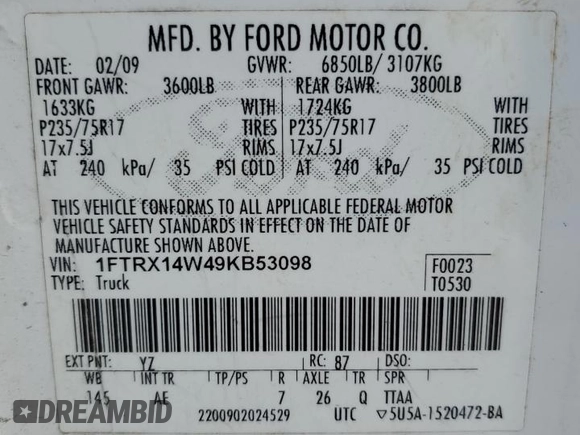 MFD. BY FORD MOTOR CO.
DATE: 02/09 GVWR: 6850LB/ 3107KG
FRONT GAWR: 3600LB REAR GAWR: 3800LB
1633KG WITH 1724KG WITH
P235/75R17 TIRES P235/75R17 TIRES
17x7.5J RIMS 17x7.5J RIMS
AT 240 kPa/ 35 PSI COLD AT 240 kPa/ 35 PSI COLD
Ford
THIS VEHICLE CONFORMS TO ALL APPLICABLE FEDERAL MOTOR
VEHICLE SAFETY STANDARDS IN EFFECT ON THE DATE OF
MANUFACTURE SHOWN ABOVE.
VIN: 1FTRX14W49KB53098 F0023
TYPE: Truck T0530
EXT PNT: YZ RC: 87 DSO:
WB INT TR TP/PS R AXLE TR SPR
145 AE 7 26 Q TTAA
2200902024529 UTC 5U5A-1520472-BA
DREAMBID